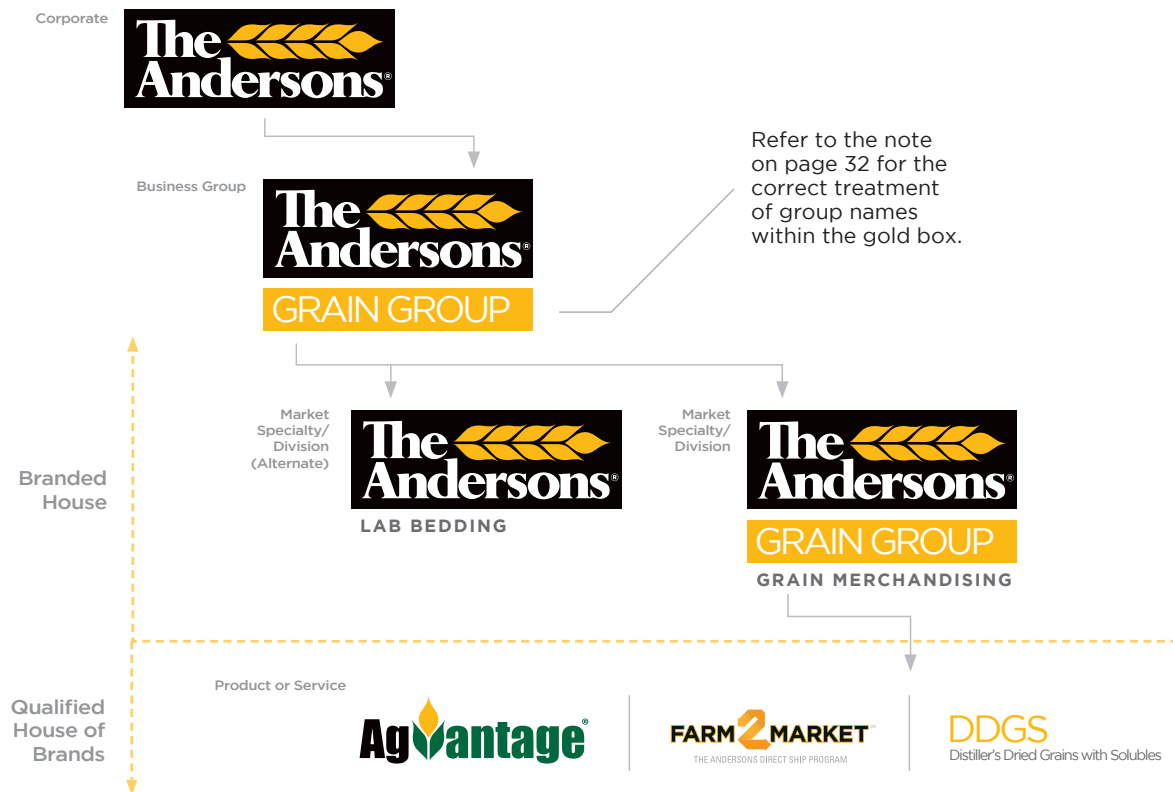 Corporate
The
Andersons®
Business Group
The
Andersons®
GRAIN GROUP
Refer to the note
on page 32 for the
correct treatment
of group names
within the gold box.
Market
Specialty/
Division
(Alternate)
The
Andersons®
LAB BEDDING
Market
Specialty/
Division
The
Andersons®
GRAIN GROUP
GRAIN MERCHANDISING
Branded
House
Qualified
House of
Brands
Product or Service
AgVantage®
FARM2MARKET™
THE ANDERSONS DIRECT SHIP PROGRAM
DDGS
Distiller's Dried Grains with Solubles